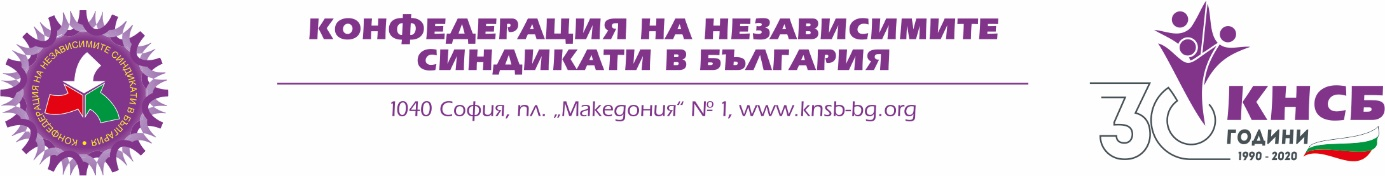 КОНФЕДЕРАЦИЯ НА НЕЗАВИСИМИТЕ СИНДИКАТИ В БЪЛГАРИЯ
КОНФЕДЕРАЦИЯ НА НЕЗАВИСИМИТЕ
СИНДИКАТИ В БЪЛГАРИЯ
1040 София, пл. „Македония“ № 1, www.knsb-bg.org
30 КНСБ
ГОДИНИ
1990 - 2020